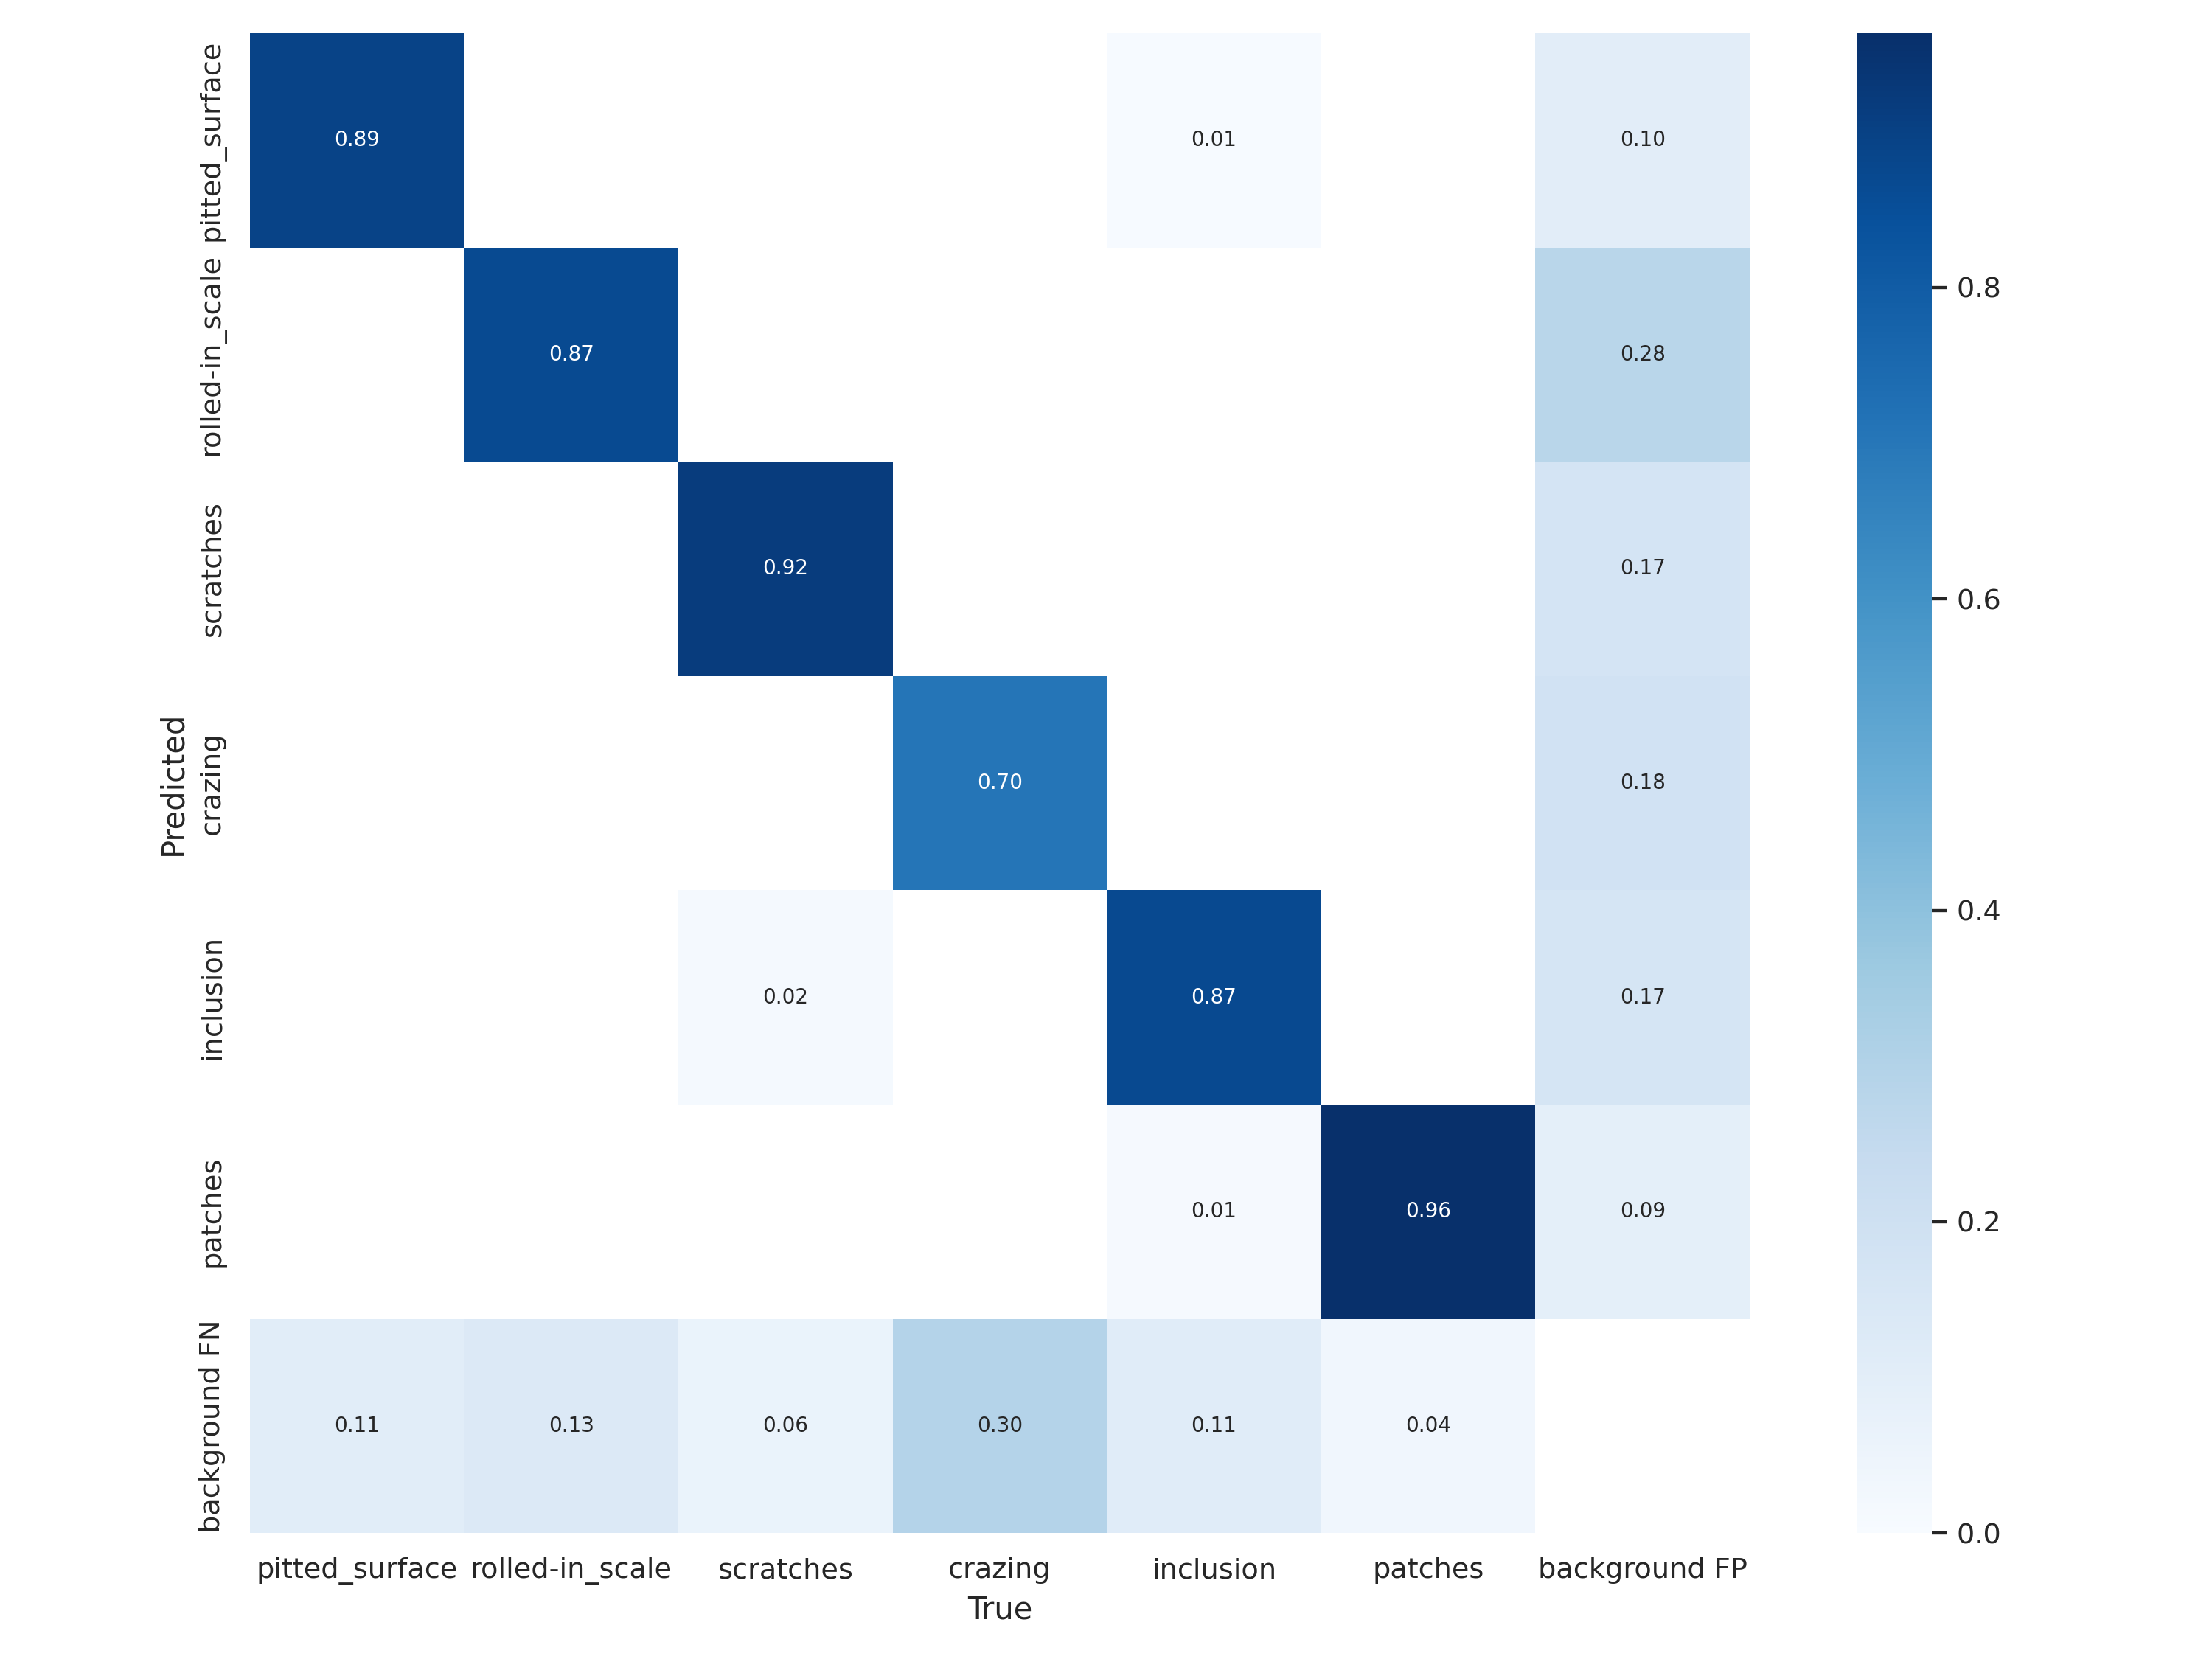 pitted_surface
0.89
0.01
0.10
rolled-in_scale
0.87
0.28
0.8
scratches
0.92
0.17
0.6
Predicted
crazing
0.70
0.18
0.4
inclusion
0.02
0.87
0.17
patches
0.01
0.96
0.09
0.2
background FN
0.11
0.13
0.06
0.30
0.11
0.04
0.0
pitted_surface
rolled-in_scale
scratches
crazing
inclusion
patches
background FP
True